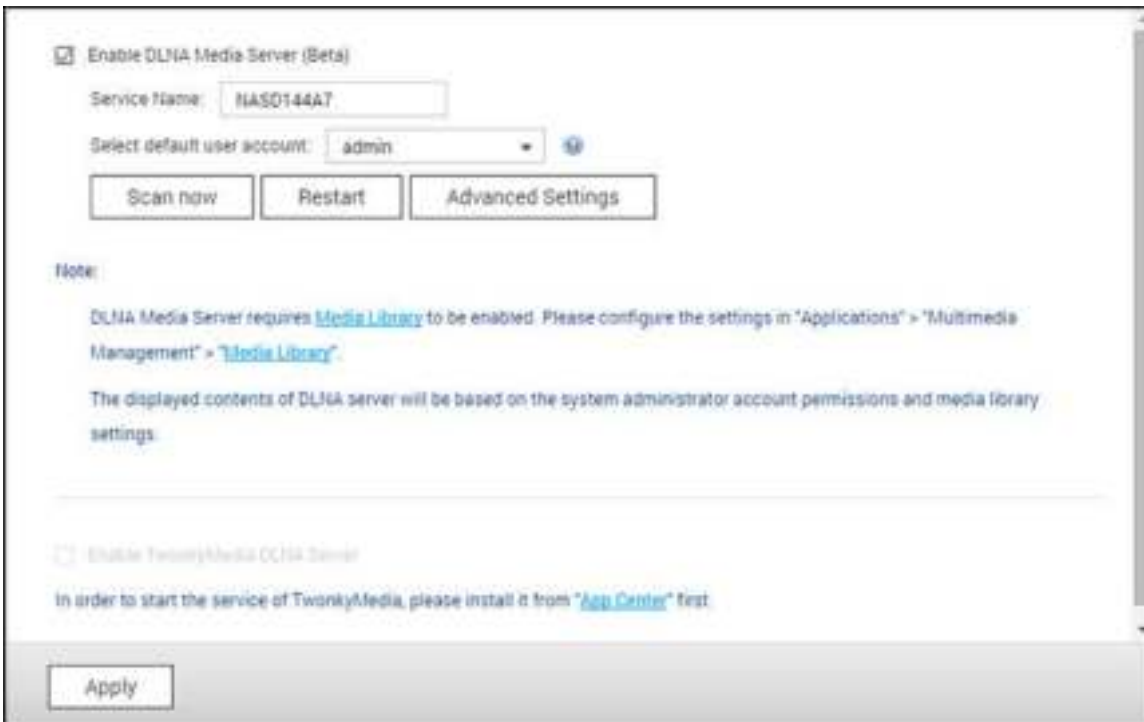 Enable DLNA Media Server (Beta)
Service Name: NASD144A7
Select default user account: admin
Scan now Restart Advanced Settings
Note:
DLNA Media Server requires Media Library to be enabled. Please configure the settings in "Applications" > "Multimedia
Management" > "Media Library".
The displayed contents of DLNA server will be based on the system administrator account permissions and media library
settings.
Enable TwonkyMedia DLNA Server
In order to start the service of TwonkyMedia, please install it from "App Center" first.
Apply